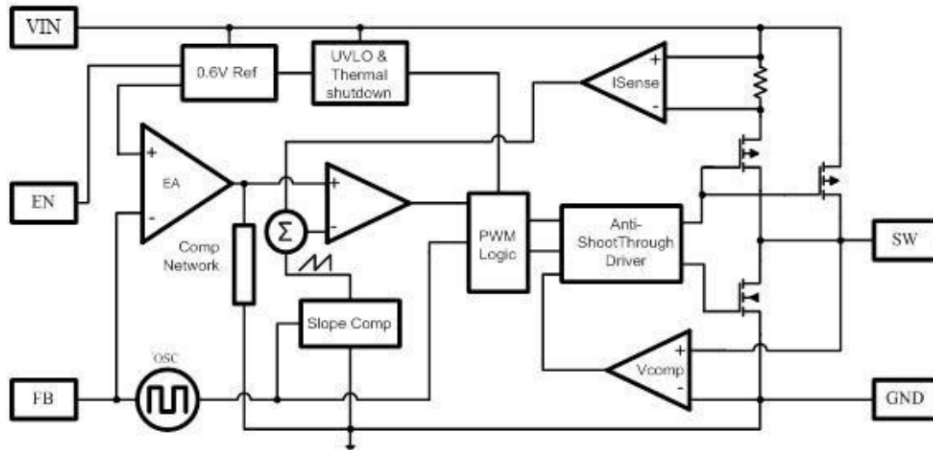 VIN
0.6V Ref
UVLO &
Thermal
shutdown
+
ISense
-
+
EA
-
EN
+
-
Σ
Comp
Network
PWM
Logic
Anti-
ShootThrough
Driver
SW
Slope Comp
+
Vcomp
-
OSC
FB
GND